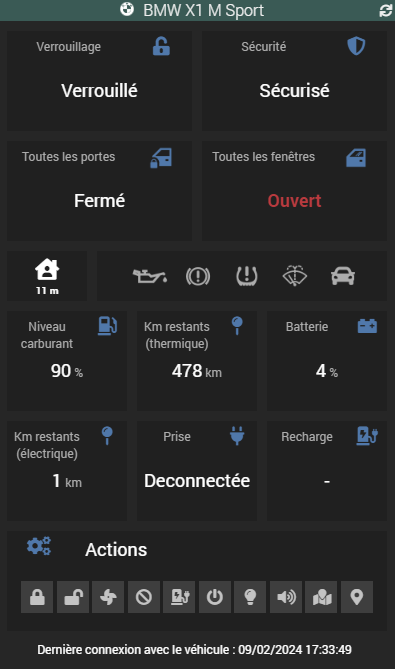 BMW X1 M Sport
Verrouillage
Verrouillé
Sécurité
Sécurisé
Toutes les portes
Fermé
Toutes les fenêtres
Ouvert
11 m
Niveau
carburant
90 %
Km restants
(thermique)
478 km
Batterie
4 %
Km restants
(électrique)
1 km
Prise
Deconnectée
Recharge
-
Actions
Dernière connexion avec le véhicule : 09/02/2024 17:33:49